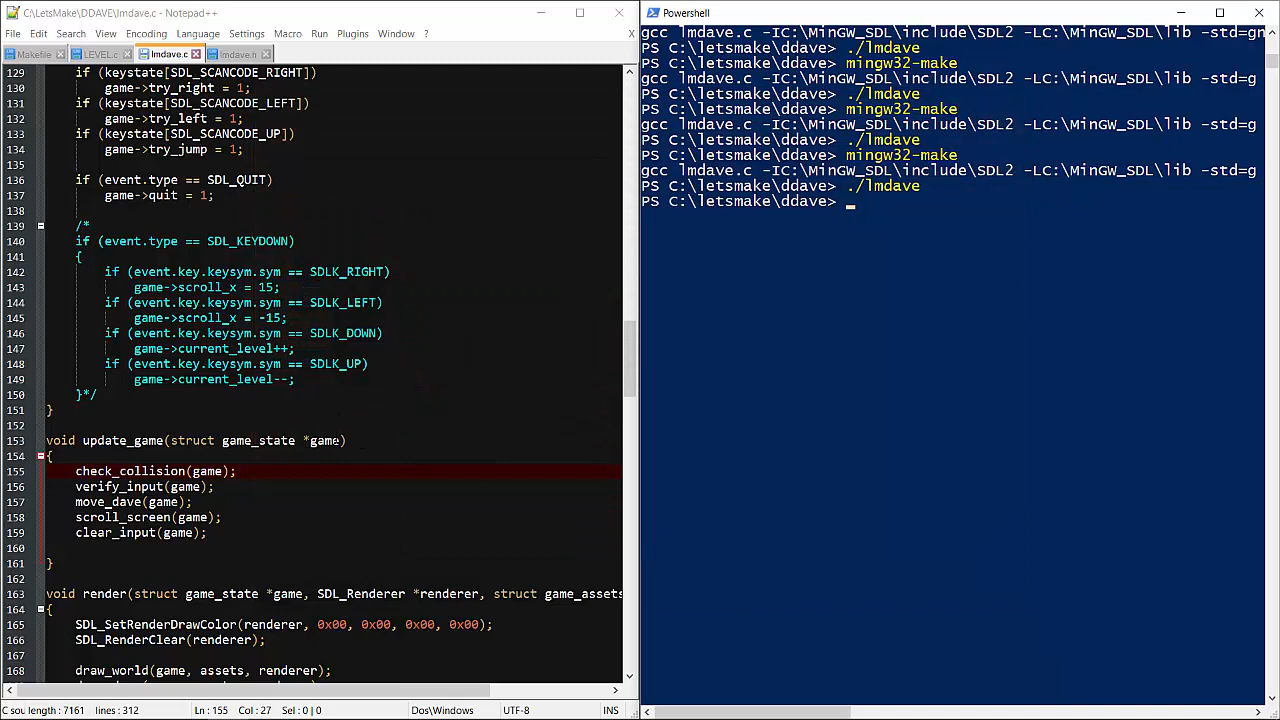 C:\LetsMake\DDAVE\lmdave.c - Notepad++
File Edit Search View Encoding Language Settings Macro Run Plugins Window ? X
Makefile LEVEL.c lmdave.c lmdave.h
129 if (keystate[SDL_SCANCODE_RIGHT])
130 game->try_right = 1;
131 if (keystate[SDL_SCANCODE_LEFT])
132 game->try_left = 1;
133 if (keystate[SDL_SCANCODE_UP])
134 game->try_jump = 1;
135
136 if (event.type == SDL_QUIT)
137 game->quit = 1;
138
139 /*
140 if (event.type == SDL_KEYDOWN)
141 {
142 if (event.key.keysym.sym == SDLK_RIGHT)
143 game->scroll_x = 15;
144 if (event.key.keysym.sym == SDLK_LEFT)
145 game->scroll_x = -15;
146 if (event.key.keysym.sym == SDLK_DOWN)
147 game->current_level++;
148 if (event.key.keysym.sym == SDLK_UP)
149 game->current_level--;
150 }*/
151 }
152
153 void update_game(struct game_state *game)
154 {
155 check_collision(game);
156 verify_input(game);
157 move_dave(game);
158 scroll_screen(game);
159 clear_input(game);
160
161 }
162
163 void render(struct game_state *game, SDL_Renderer *renderer, struct game_assets
164 {
165 SDL_SetRenderDrawColor(renderer, 0x00, 0x00, 0x00, 0x00);
166 SDL_RenderClear(renderer);
167
168 draw_world(game, assets, renderer);
C sou length : 7161 lines : 312 Ln : 155 Col : 27 Sel : 0 | 0 Dos\Windows UTF-8 INS
Powershell
gcc lmdave.c -IC:\MinGW_SDL\include\SDL2 -LC:\MinGW_SDL\lib -std=gn
PS C:\letsmake\ddave> ./lmdave
PS C:\letsmake\ddave> mingw32-make
gcc lmdave.c -IC:\MinGW_SDL\include\SDL2 -LC:\MinGW_SDL\lib -std=g
PS C:\letsmake\ddave> ./lmdave
PS C:\letsmake\ddave> mingw32-make
gcc lmdave.c -IC:\MinGW_SDL\include\SDL2 -LC:\MinGW_SDL\lib -std=g
PS C:\letsmake\ddave> ./lmdave
PS C:\letsmake\ddave> mingw32-make
gcc lmdave.c -IC:\MinGW_SDL\include\SDL2 -LC:\MinGW_SDL\lib -std=g
PS C:\letsmake\ddave> ./lmdave
PS C:\letsmake\ddave>